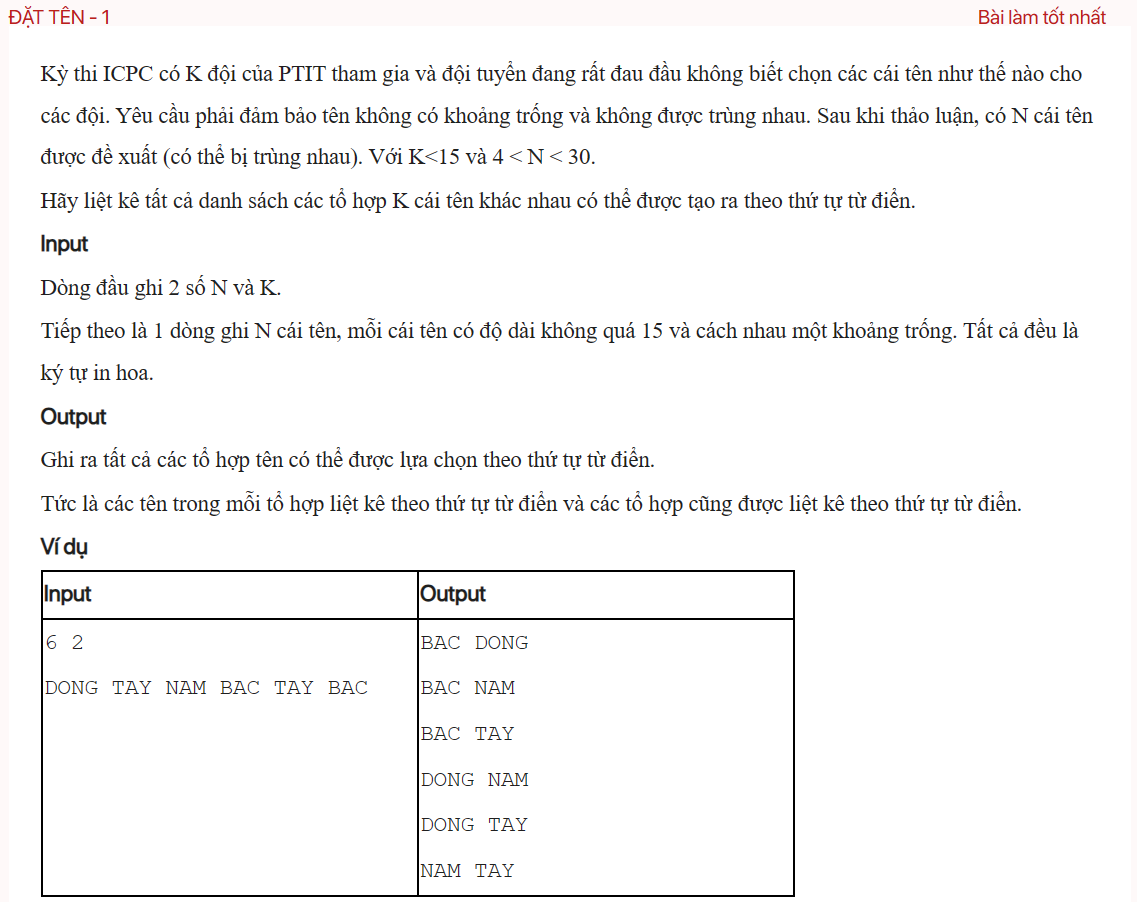 ĐẶT TÊN - 1
Bài làm tốt nhất
Kỳ thi ICPC có K đội của PTIT tham gia và đội tuyển đang rất đau đầu không biết chọn các cái tên như thế nào cho
các đội. Yêu cầu phải đảm bảo tên không có khoảng trống và không được trùng nhau. Sau khi thảo luận, có N cái tên
được đề xuất (có thể bị trùng nhau). Với K<15 và 4 < N < 30.
Hãy liệt kê tất cả danh sách các tổ hợp K cái tên khác nhau có thể được tạo ra theo thứ tự từ điển.
Input
Dòng đầu ghi 2 số N và K.
Tiếp theo là 1 dòng ghi N cái tên, mỗi cái tên có độ dài không quá 15 và cách nhau một khoảng trống. Tất cả đều là
ký tự in hoa.
Output
Ghi ra tất cả các tổ hợp tên có thể được lựa chọn theo thứ tự từ điển.
Tức là các tên trong mỗi tổ hợp liệt kê theo thứ tự từ điển và các tổ hợp cũng được liệt kê theo thứ tự từ điển.
Ví dụ
Input
Output
6 2
DONG TAY NAM BAC TAY BAC
BAC DONG
BAC NAM
BAC TAY
DONG NAM
DONG TAY
NAM TAY